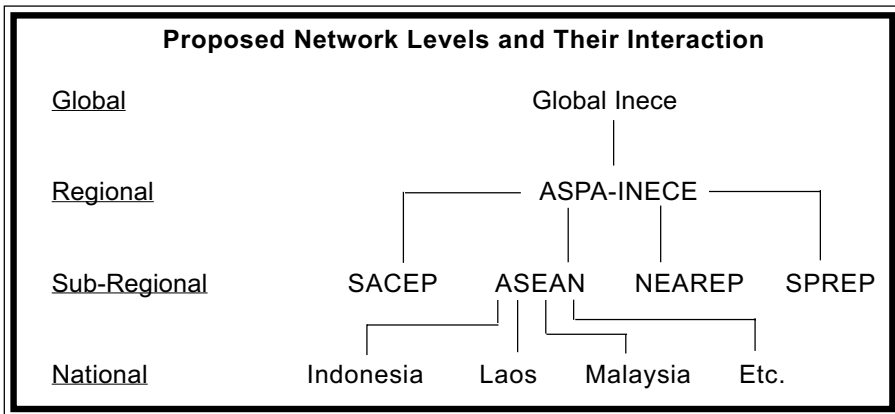 Proposed Network Levels and Their Interaction
Global Global Inece
Regional ASPA-INECE
Sub-Regional SACEP ASEAN NEAREP SPREP
National Indonesia Laos Malaysia Etc.